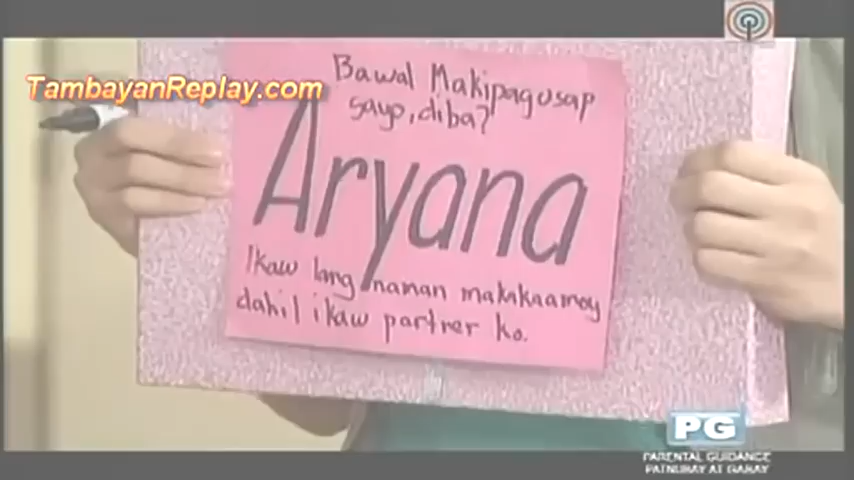 TambayanReplay.com
Bawal Makipagusap
sayo, diba?
Aryana
Ikaw lang naman makakaamoy
dahil ikaw partner ko.
PG
PARENTAL GUIDANCE
PATNUBAY AT GABAY